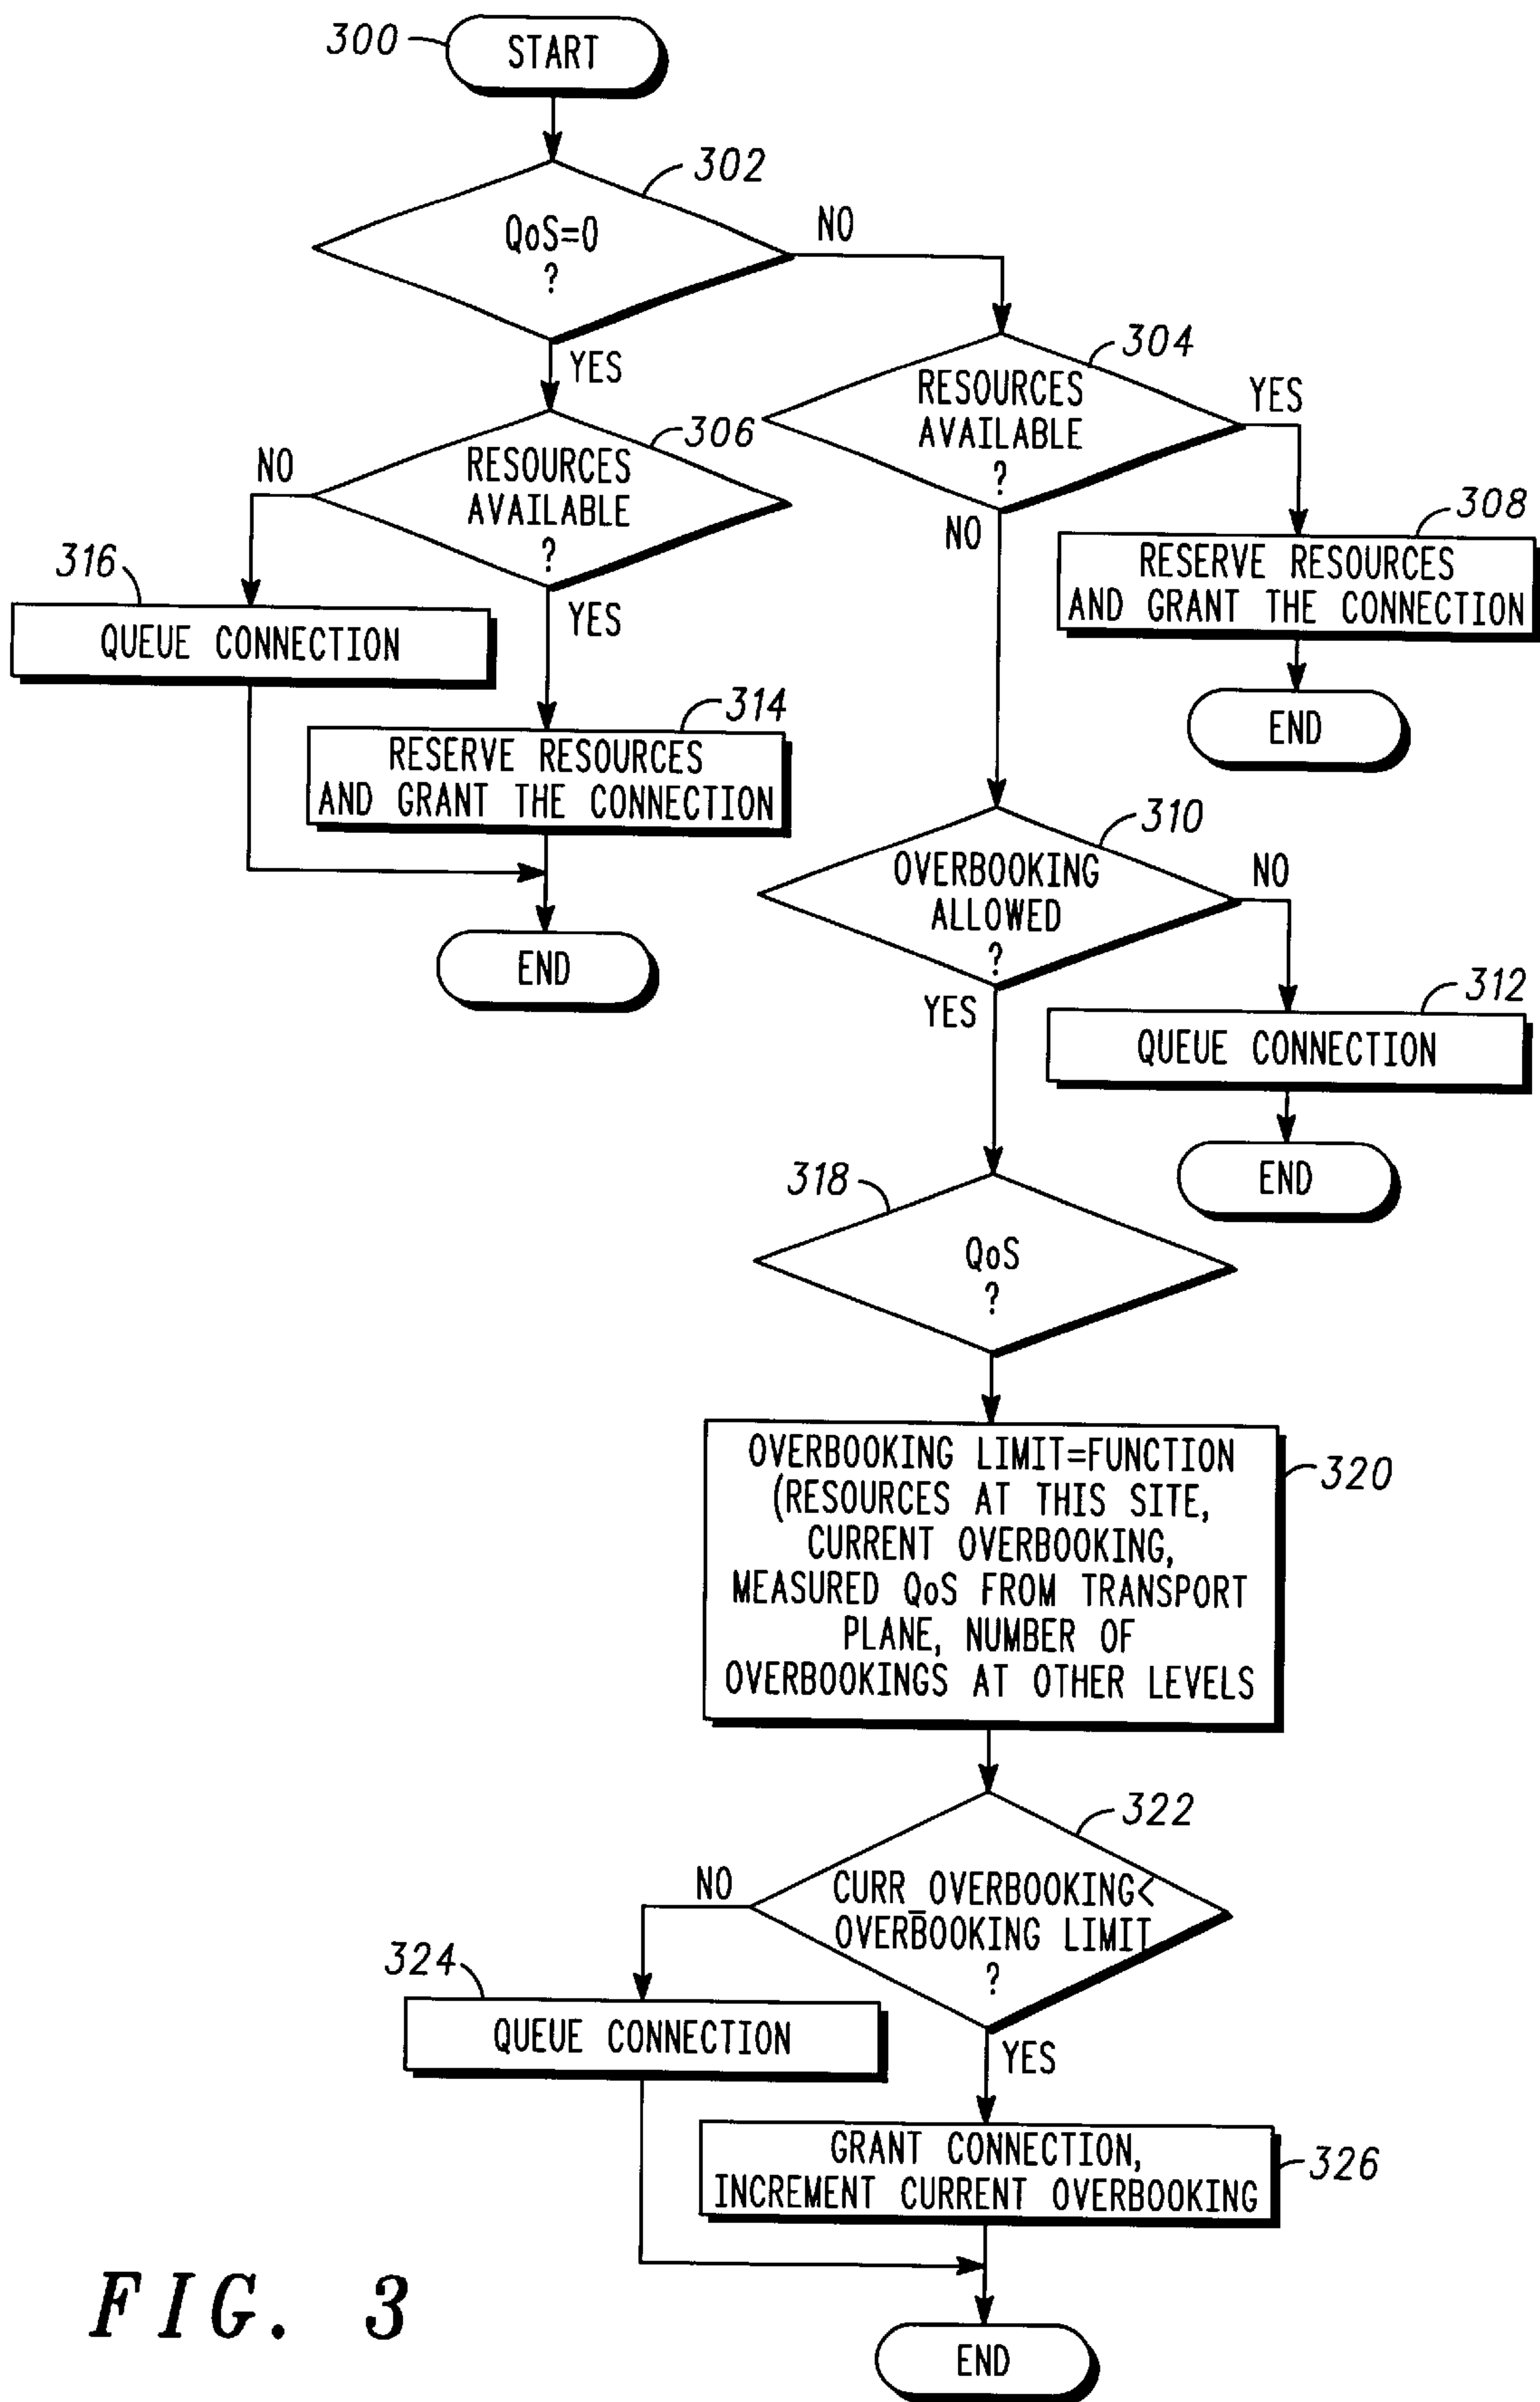 300
START
302
QoS=0
?
NO
YES
304
RESOURCES
AVAILABLE
?
YES
NO
306
RESOURCES
AVAILABLE
?
NO
YES
308
RESERVE RESOURCES
AND GRANT THE CONNECTION
END
316
QUEUE CONNECTION
314
RESERVE RESOURCES
AND GRANT THE CONNECTION
END
310
OVERBOOKING
ALLOWED
?
NO
YES
312
QUEUE CONNECTION
END
318
QoS
?
OVERBOOKING LIMIT=FUNCTION
(RESOURCES AT THIS SITE,
CURRENT OVERBOOKING,
MEASURED QoS FROM TRANSPORT
PLANE, NUMBER OF
OVERBOOKINGS AT OTHER LEVELS
320
322
CURR_OVERBOOKING<
OVERBOOKING LIMIT
?
NO
YES
324
QUEUE CONNECTION
GRANT CONNECTION,
INCREMENT CURRENT OVERBOOKING
326
END
FIG. 3